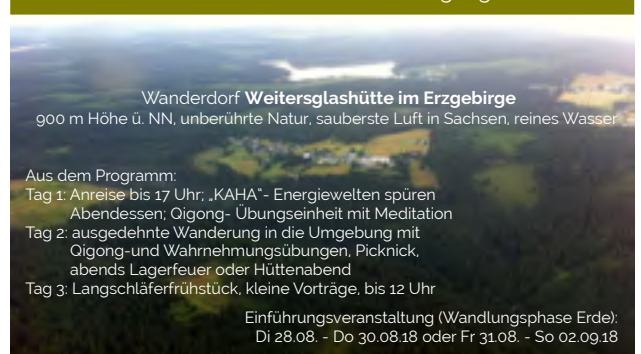 Wanderdorf Weitersglashütte im Erzgebirge
900 m Höhe ü. NN, unberührte Natur, sauberste Luft in Sachsen, reines Wasser
Aus dem Programm:
Tag 1: Anreise bis 17 Uhr; „KAHA“- Energiewelten spüren
Abendessen; Qigong- Übungseinheit mit Meditation
Tag 2: ausgedehnte Wanderung in die Umgebung mit
Qigong-und Wahrnehmungsübungen, Picknick,
abends Lagerfeuer oder Hüttenabend
Tag 3: Langschläferfrühstück, kleine Vorträge, bis 12 Uhr
Einführungsveranstaltung (Wandlungsphase Erde):
Di 28.08. - Do 30.08.18 oder Fr 31.08. - So 02.09.18